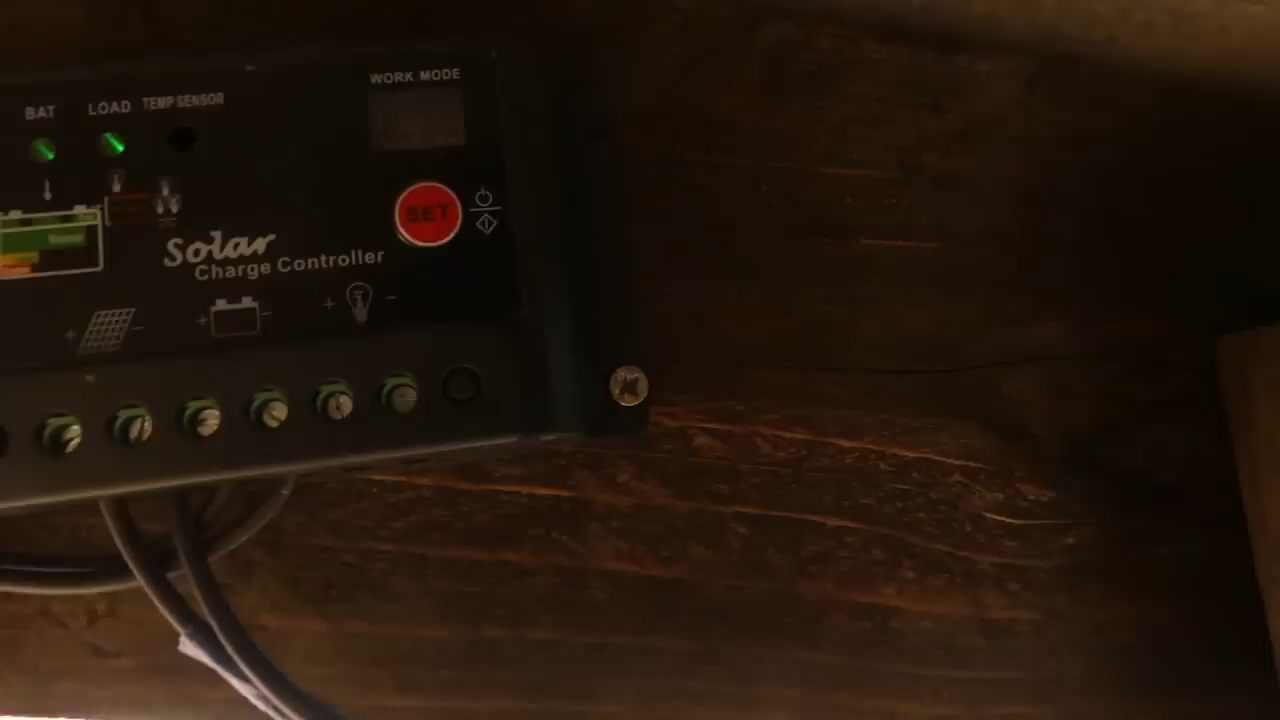 WORK MODE
BAT
LOAD
TEMP SENSOR
SET
Solar
Charge Controller